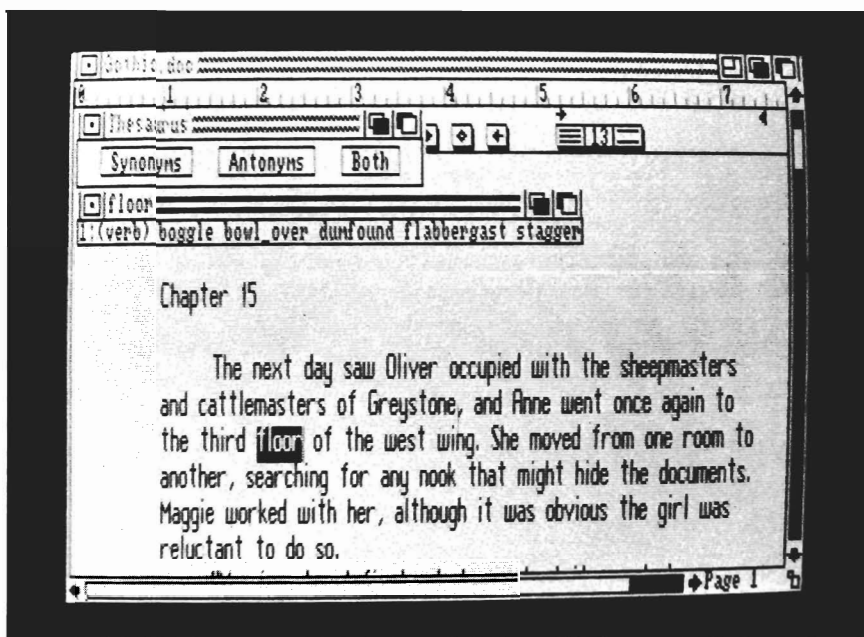 Gothic.doc
0 1 2 3 4 5 6 7
Thesaurus
13
Synonyms Antonyms Both
floor
1:(verb) boggle bowl_over dumfound flabbergast stagger
Chapter 15
The next day saw Oliver occupied with the sheepmasters
and cattlemasters of Greystone, and Anne went once again to
the third floor of the west wing. She moved from one room to
another, searching for any nook that might hide the documents.
Maggie worked with her, although it was obvious the girl was
reluctant to do so.
Page 1